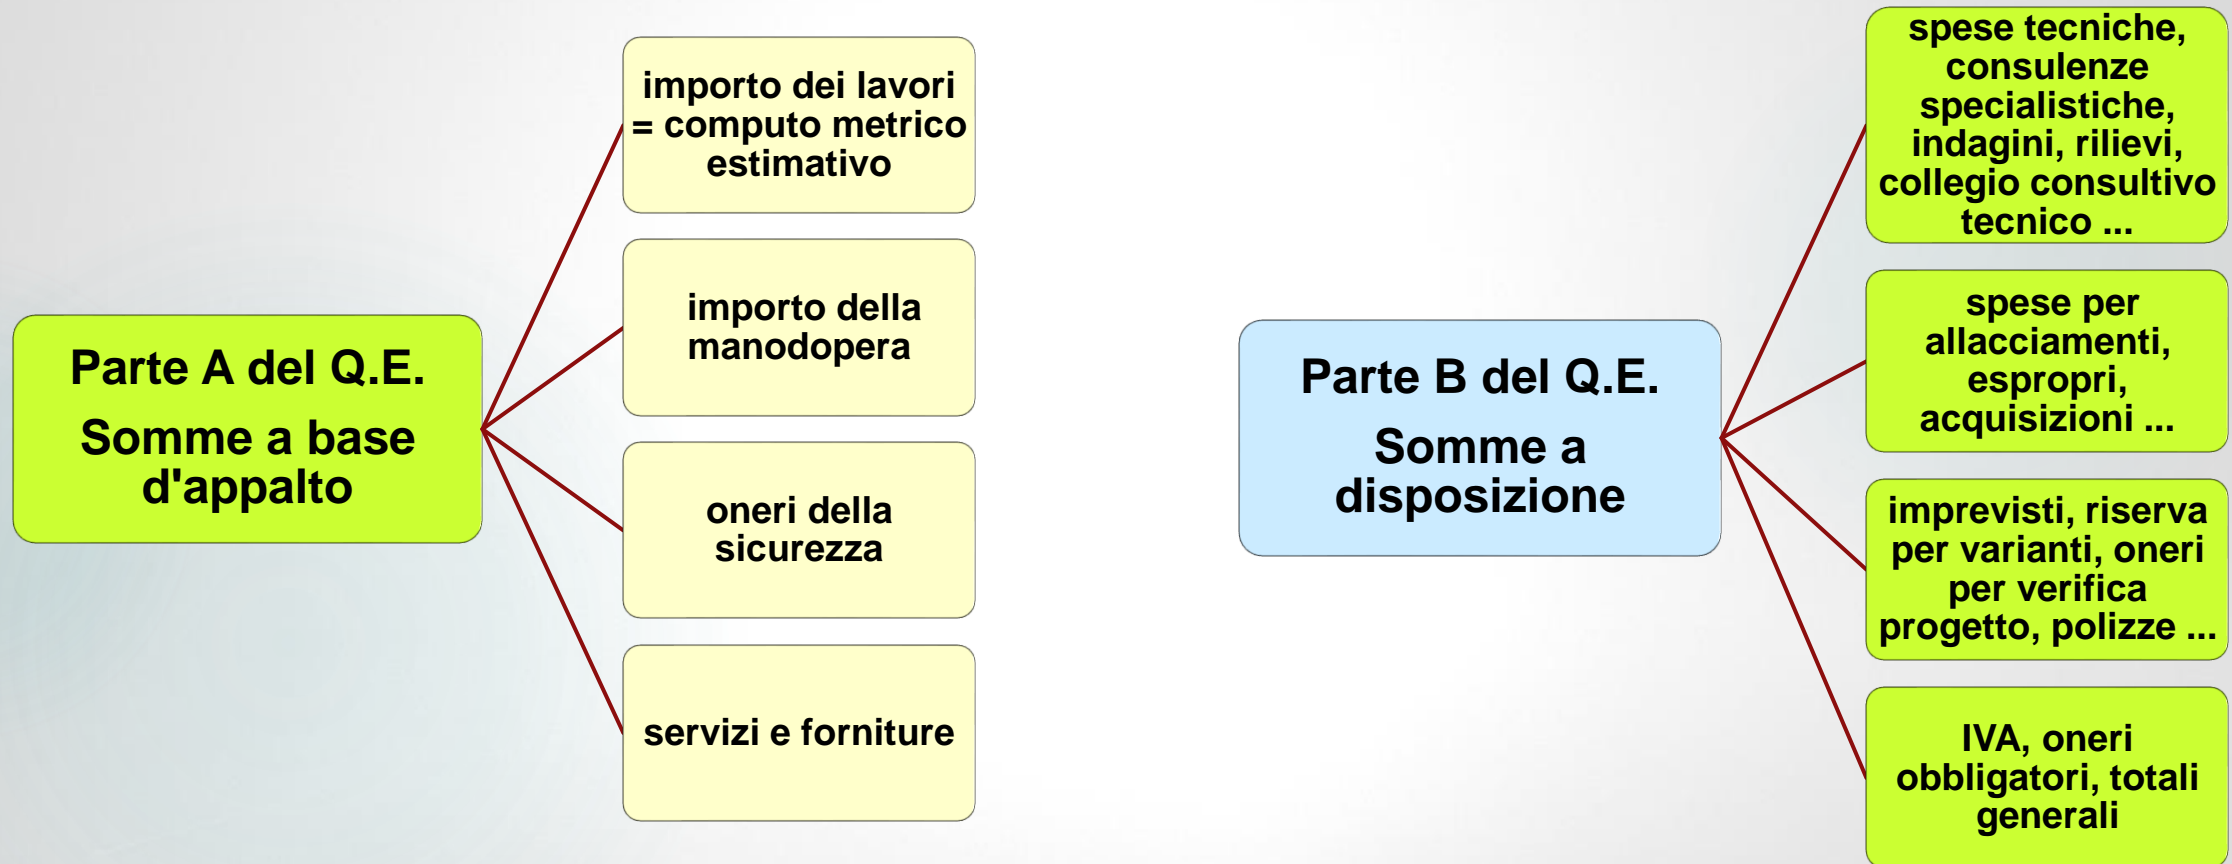 Parte A del Q.E.
Somme a base
d'appalto
importo dei lavori
= computo metrico
estimativo
importo della
manodopera
oneri della
sicurezza
servizi e forniture
Parte B del Q.E.
Somme a
disposizione
spese tecniche,
consulenze
specialistiche,
indagini, rilievi,
collegio consultivo
tecnico ...
spese per
allacciamenti,
espropri,
acquisizioni ...
imprevisti, riserva
per varianti, oneri
per verifica
progetto, polizze ...
IVA, oneri
obbligatori, totali
generali